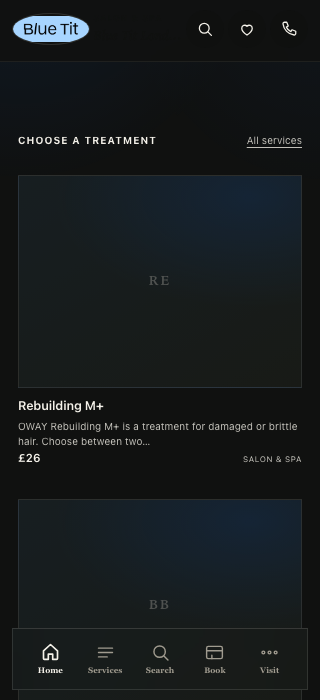 Blue Tit
CHOOSE A TREATMENT
All services
RE
Rebuilding M+
OWAY Rebuilding M+ is a treatment for damaged or brittle
hair. Choose between two...
£26
SALON & SPA
BB
Home
Services
Search
Book
Visit